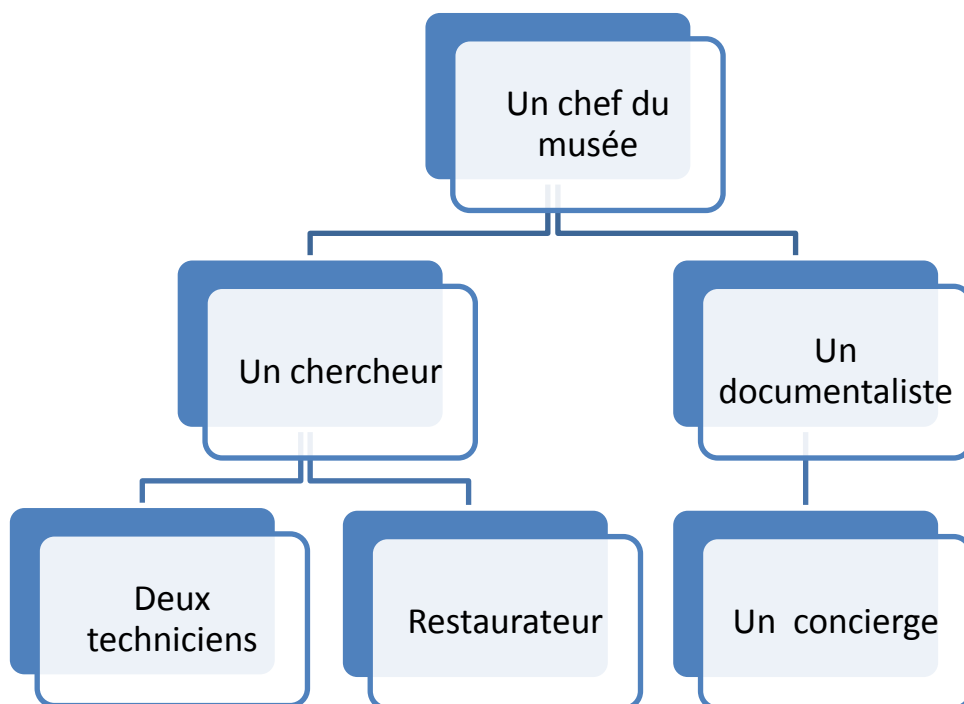 Un chef du
musée
Un chercheur
Un
documentaliste
Deux
techniciens
Restaurateur
Un  concierge